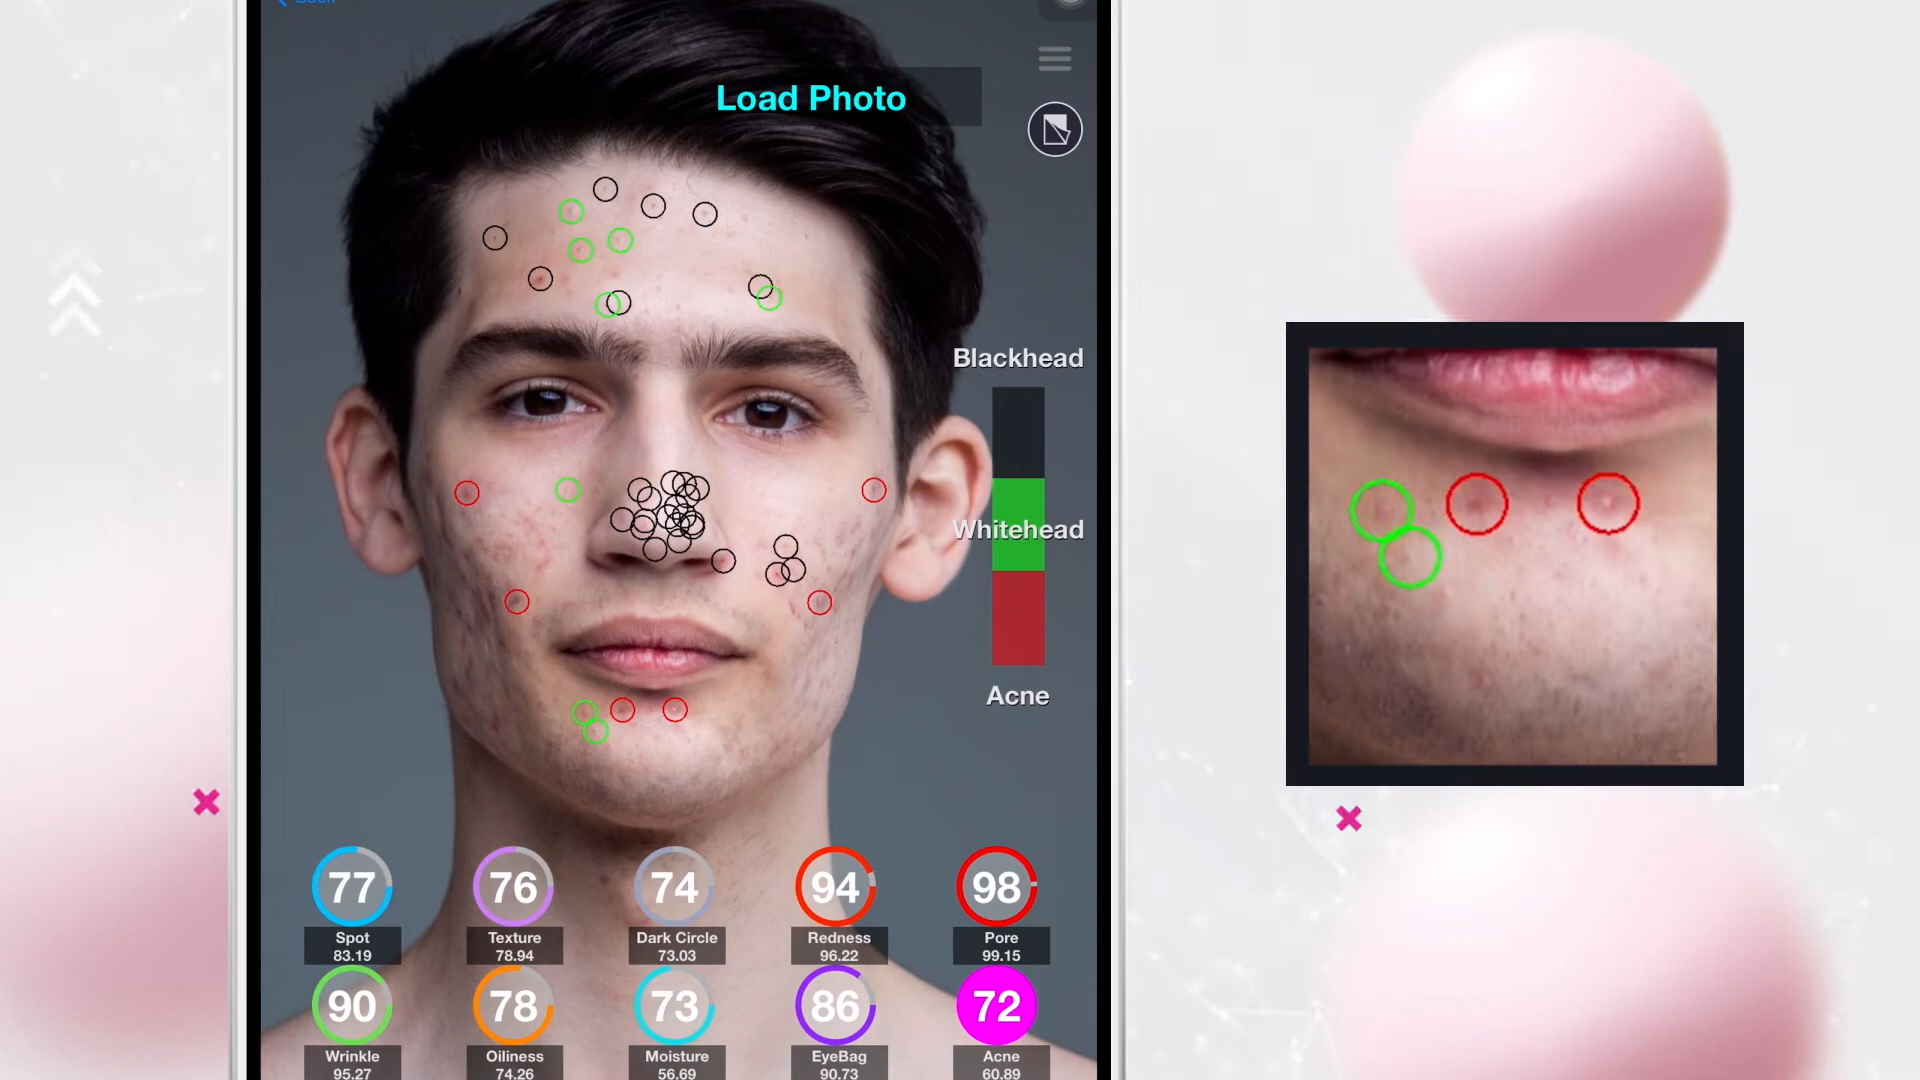 Back
Load Photo
Blackhead
Whitehead
Acne
77 76 74 94 98
Spot Texture Dark Circle Redness Pore
83.19 78.94 73.03 96.22 99.15
90 78 73 86 72
Wrinkle Oiliness Moisture EyeBag Acne
95.27 74.26 56.69 90.73 60.89